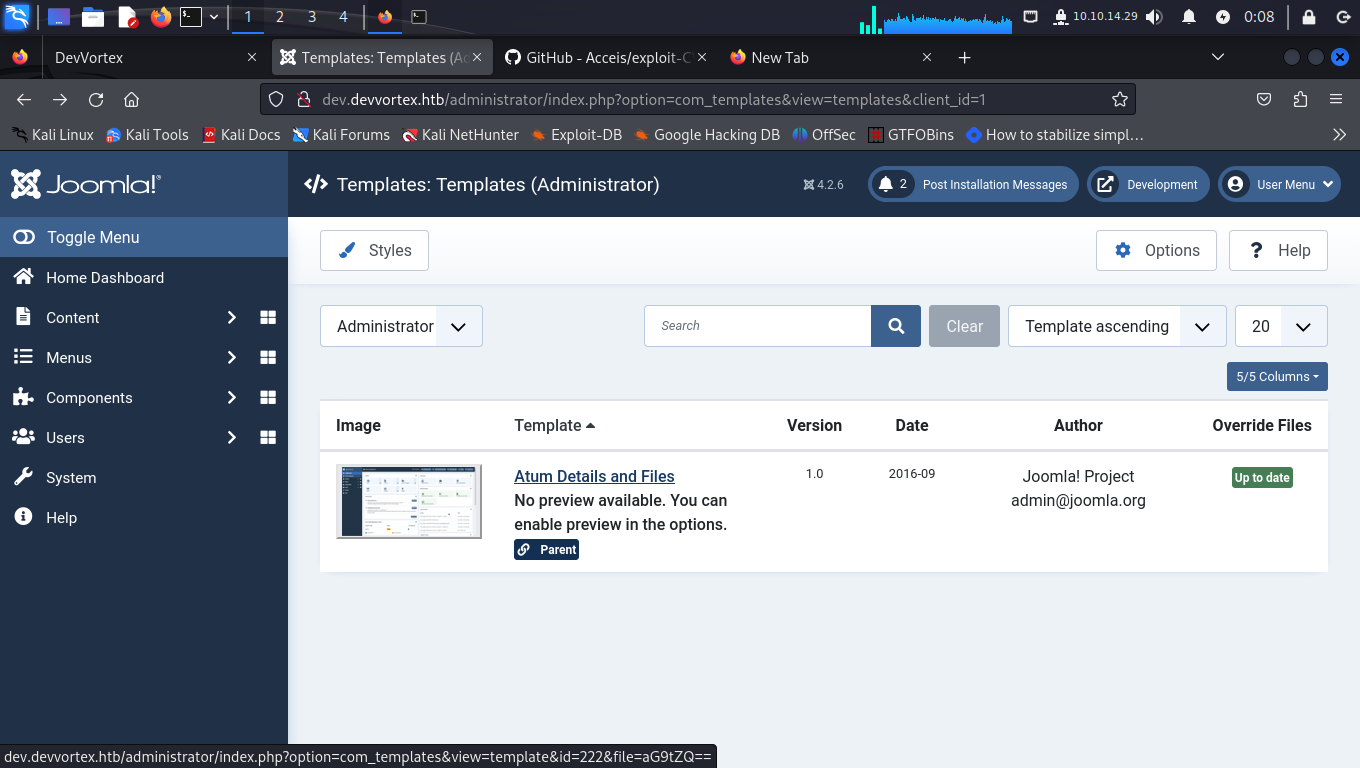 1 2 3 4 10.10.14.29 0:08
DevVortex Templates: Templates (Ad GitHub - Acceis/exploit-C New Tab
dev.devvortex.htb/administrator/index.php?option=com_templates&view=templates&client_id=1
Kali Linux Kali Tools Kali Docs Kali Forums Kali NetHunter Exploit-DB Google Hacking DB OffSec GTFOBins How to stabilize simpl…
Joomla!® Templates: Templates (Administrator) 4.2.6 2 Post Installation Messages Development User Menu
Toggle Menu
Styles Options Help
Home Dashboard
Content
Menus
Components
Users
System
Help
Administrator Search Clear Template ascending 20
5/5 Columns
Image Template Version Date Author Override Files
Atum Details and Files 1.0 2016-09 Joomla! Project Up to date
No preview available. You can admin@joomla.org
enable preview in the options.
Parent
dev.devvortex.htb/administrator/index.php?option=com_templates&view=template&id=222&file=aG9tZQ==